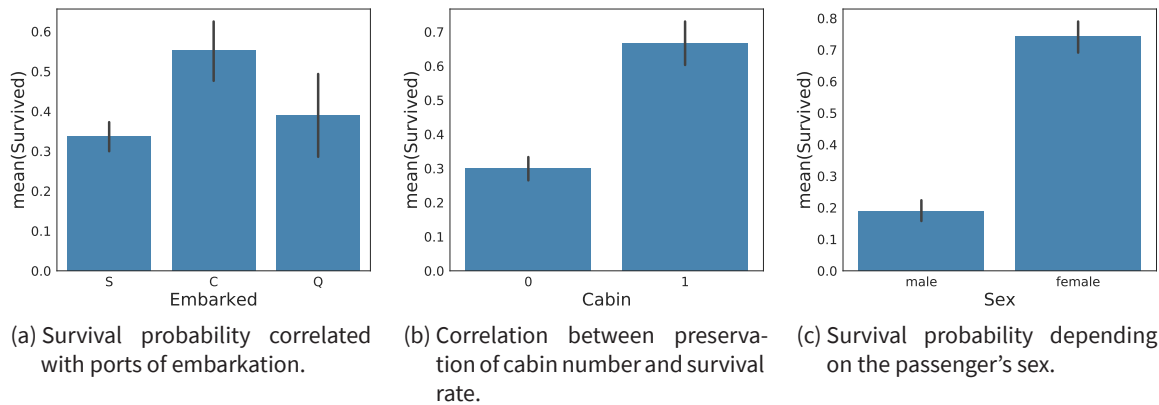 mean(Survived)
0.6
0.5
0.4
0.3
0.2
0.1
0.0
S C Q
Embarked
(a) Survival probability correlated
with ports of embarkation.
mean(Survived)
0.7
0.6
0.5
0.4
0.3
0.2
0.1
0.0
0 1
Cabin
(b) Correlation between preserva-
tion of cabin number and survival
rate.
mean(Survived)
0.8
0.7
0.6
0.5
0.4
0.3
0.2
0.1
0.0
male female
Sex
(c) Survival probability depending
on the passenger’s sex.